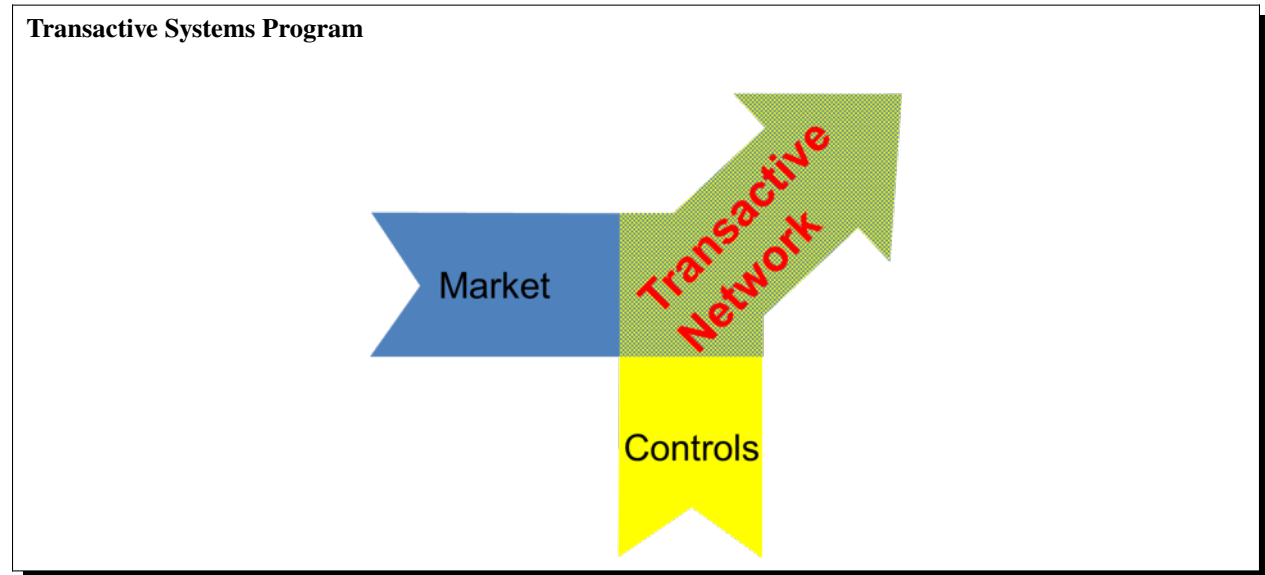 Transactive Systems Program
Transactive
Network
Market
Controls